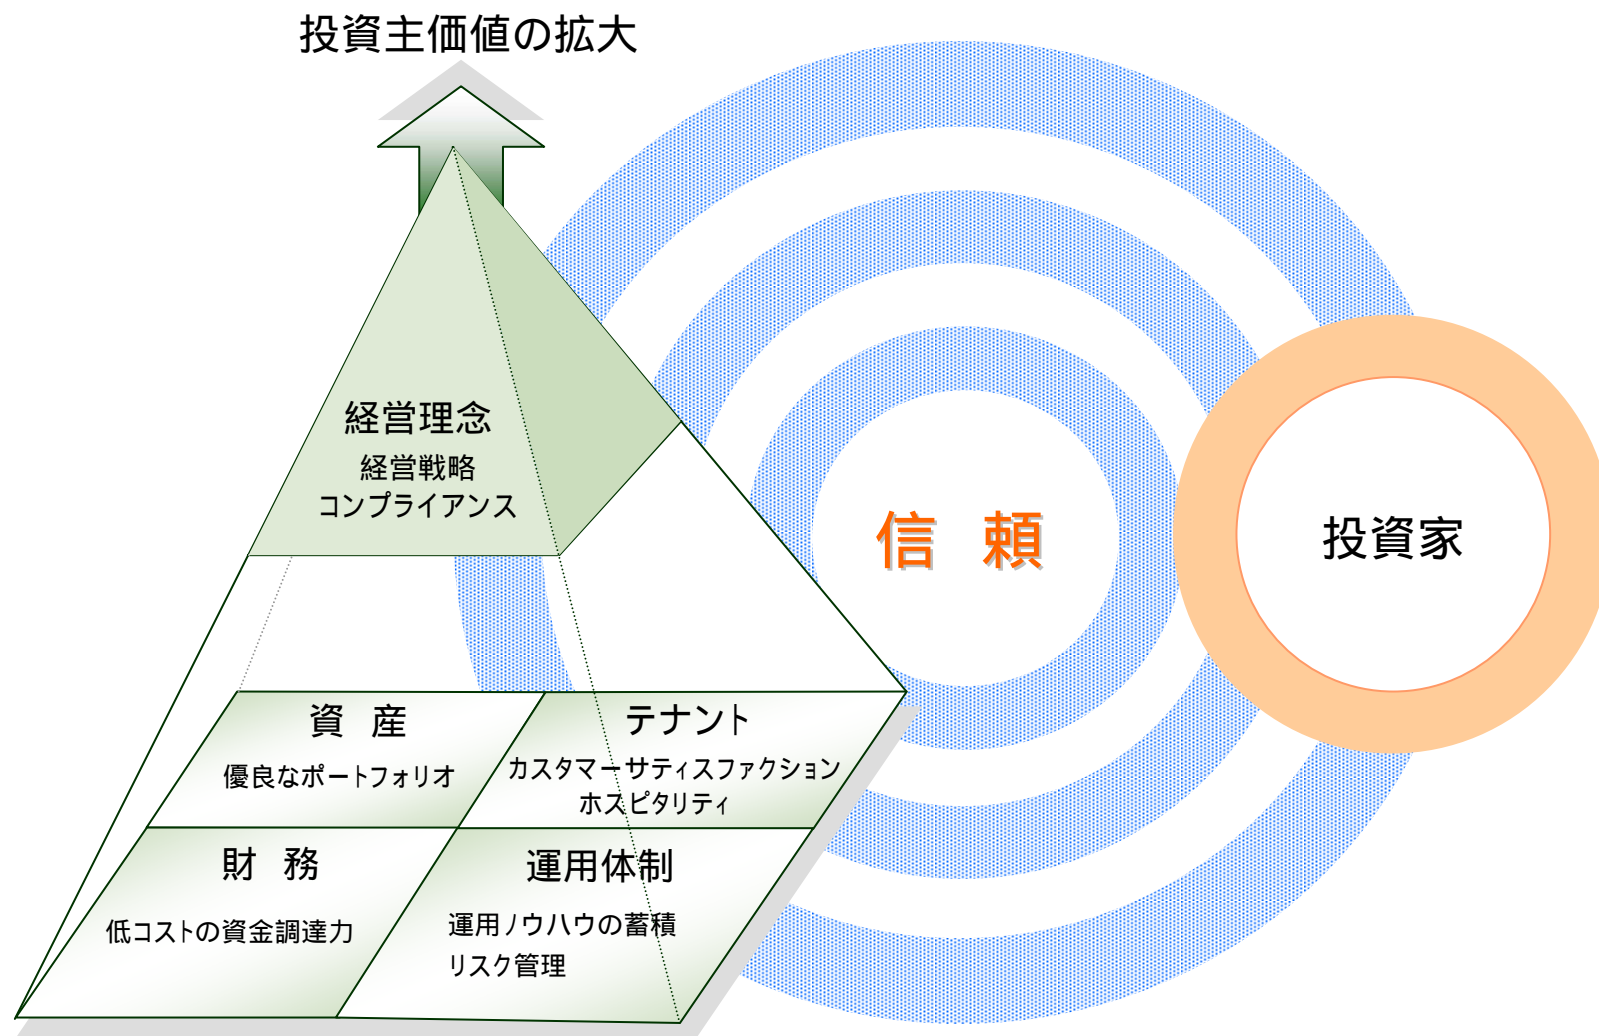 投資主価値の拡大
経営理念
経営戦略
コンプライアンス
信 頼
投資家
資 産
優良なポートフォリオ
テナント
カスタマーサティスファクション
ホスピタリティ
財 務
低コストの資金調達力
運用体制
運用ノウハウの蓄積
リスク管理